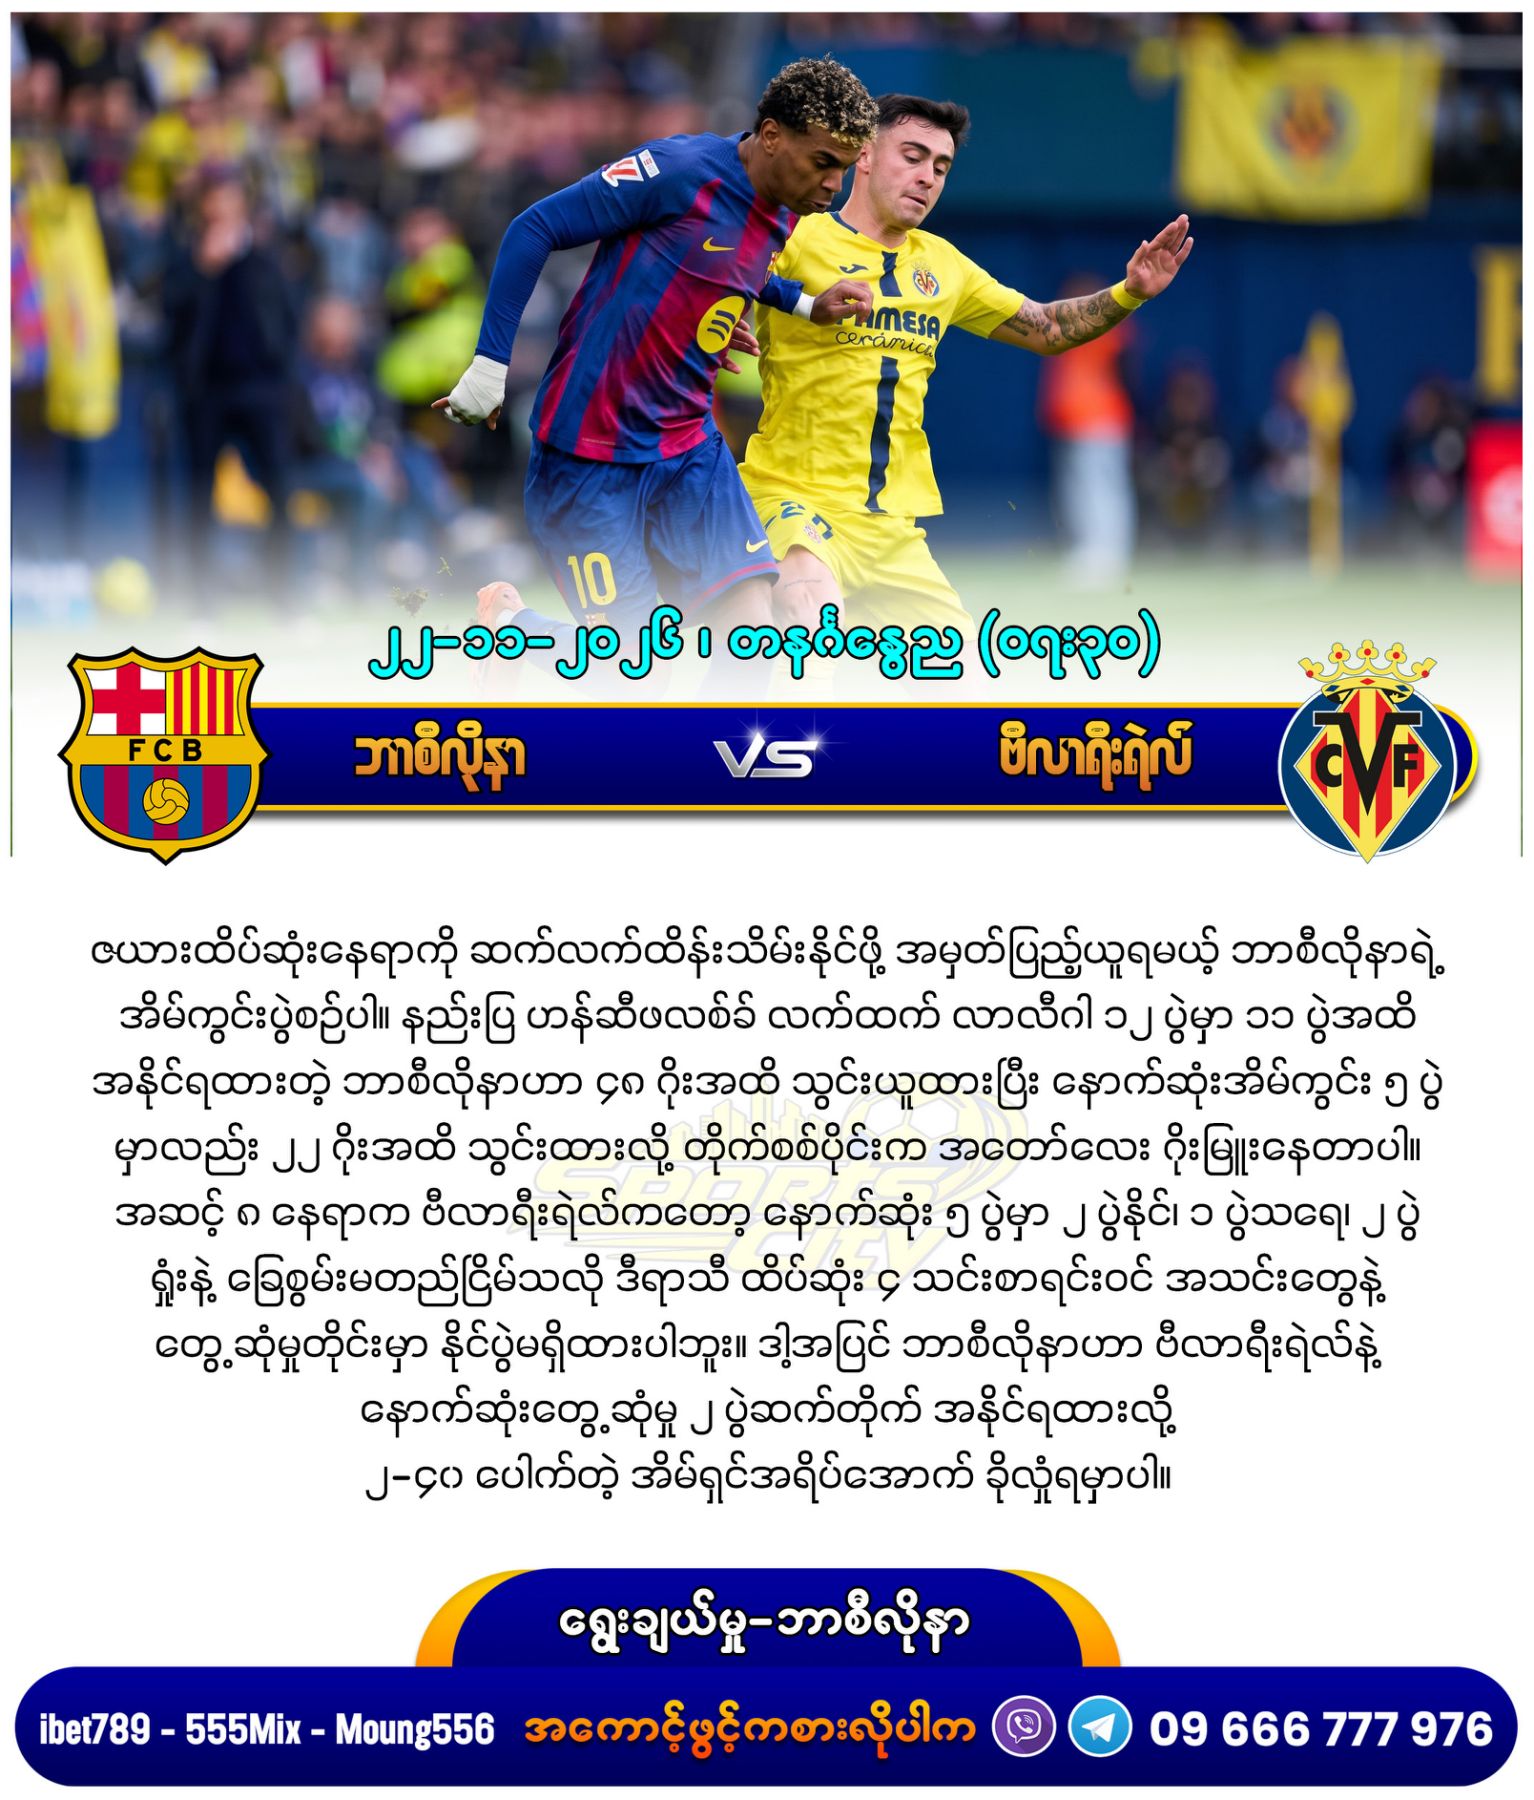 10
PAMESA
cerámica
၂၂-၁၁-၂၀၂၆ ၊ တနင်္ဂနွေည (၀၇း၃၀)
FCB
ဘာစီလိုနာ
VS
ဗီလာရီးရဲလ်
CVF
ဇယားထိပ်ဆုံးနေရာကို ဆက်လက်ထိန်းသိမ်းနိုင်ဖို့ အမှတ်ပြည့်ယူရမယ့် ဘာစီလိုနာရဲ့
အိမ်ကွင်းပွဲစဉ်ပါ။ နည်းပြ ဟန်ဆီဖလစ်ခ် လက်ထက် လာလီဂါ ၁၂ ပွဲမှာ ၁၁ ပွဲအထိ
အနိုင်ရထားတဲ့ ဘာစီလိုနာဟာ ၄၈ ဂိုးအထိ သွင်းယူထားပြီး နောက်ဆုံးအိမ်ကွင်း ၅ ပွဲ
မှာလည်း ၂၂ ဂိုးအထိ သွင်းထားလို့ တိုက်စစ်ပိုင်းက အတော်လေး ဂိုးမြူးနေတာပါ။
အဆင့် ၈ နေရာက ဗီလာရီးရဲလ်ကတော့ နောက်ဆုံး ၅ ပွဲမှာ ၂ ပွဲနိုင်၊ ၁ ပွဲသရေ၊ ၂ ပွဲ
ရှုံးနဲ့ ခြေစွမ်းမတည်ငြိမ်သလို ဒီရာသီ ထိပ်ဆုံး ၄ သင်းစာရင်းဝင် အသင်းတွေနဲ့
တွေ့ဆုံမှုတိုင်းမှာ နိုင်ပွဲမရှိထားပါဘူး။ ဒါ့အပြင် ဘာစီလိုနာဟာ ဗီလာရီးရဲလ်နဲ့
နောက်ဆုံးတွေ့ဆုံမှု ၂ ပွဲဆက်တိုက် အနိုင်ရထားလို့
၂-၄၀ ပေါက်တဲ့ အိမ်ရှင်အရိပ်အောက် ခိုလှုံရမှာပါ။
SPORTS
CITY
ရွေးချယ်မှု-ဘာစီလိုနာ
ibet789 - 555Mix - Moung556 အကောင့်ဖွင့်ကစားလိုပါက 09 666 777 976